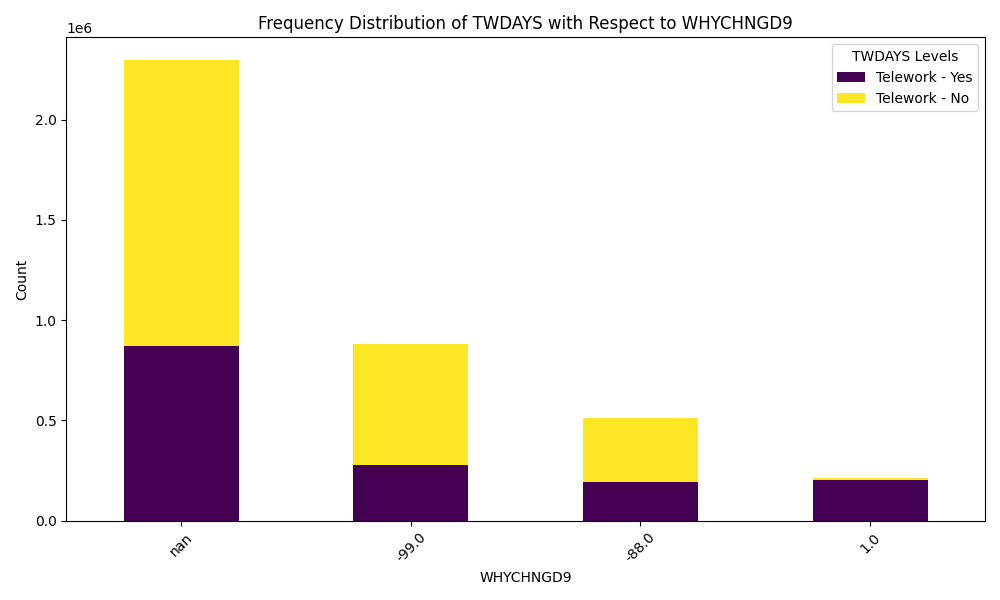 Frequency Distribution of TWDAYS with Respect to WHYCHNGD9
1e6
TWDAYS Levels
Telework - Yes
Telework - No
2.0
1.5
1.0
0.5
0.0
Count
nan
-99.0
-88.0
1.0
WHYCHNGD9